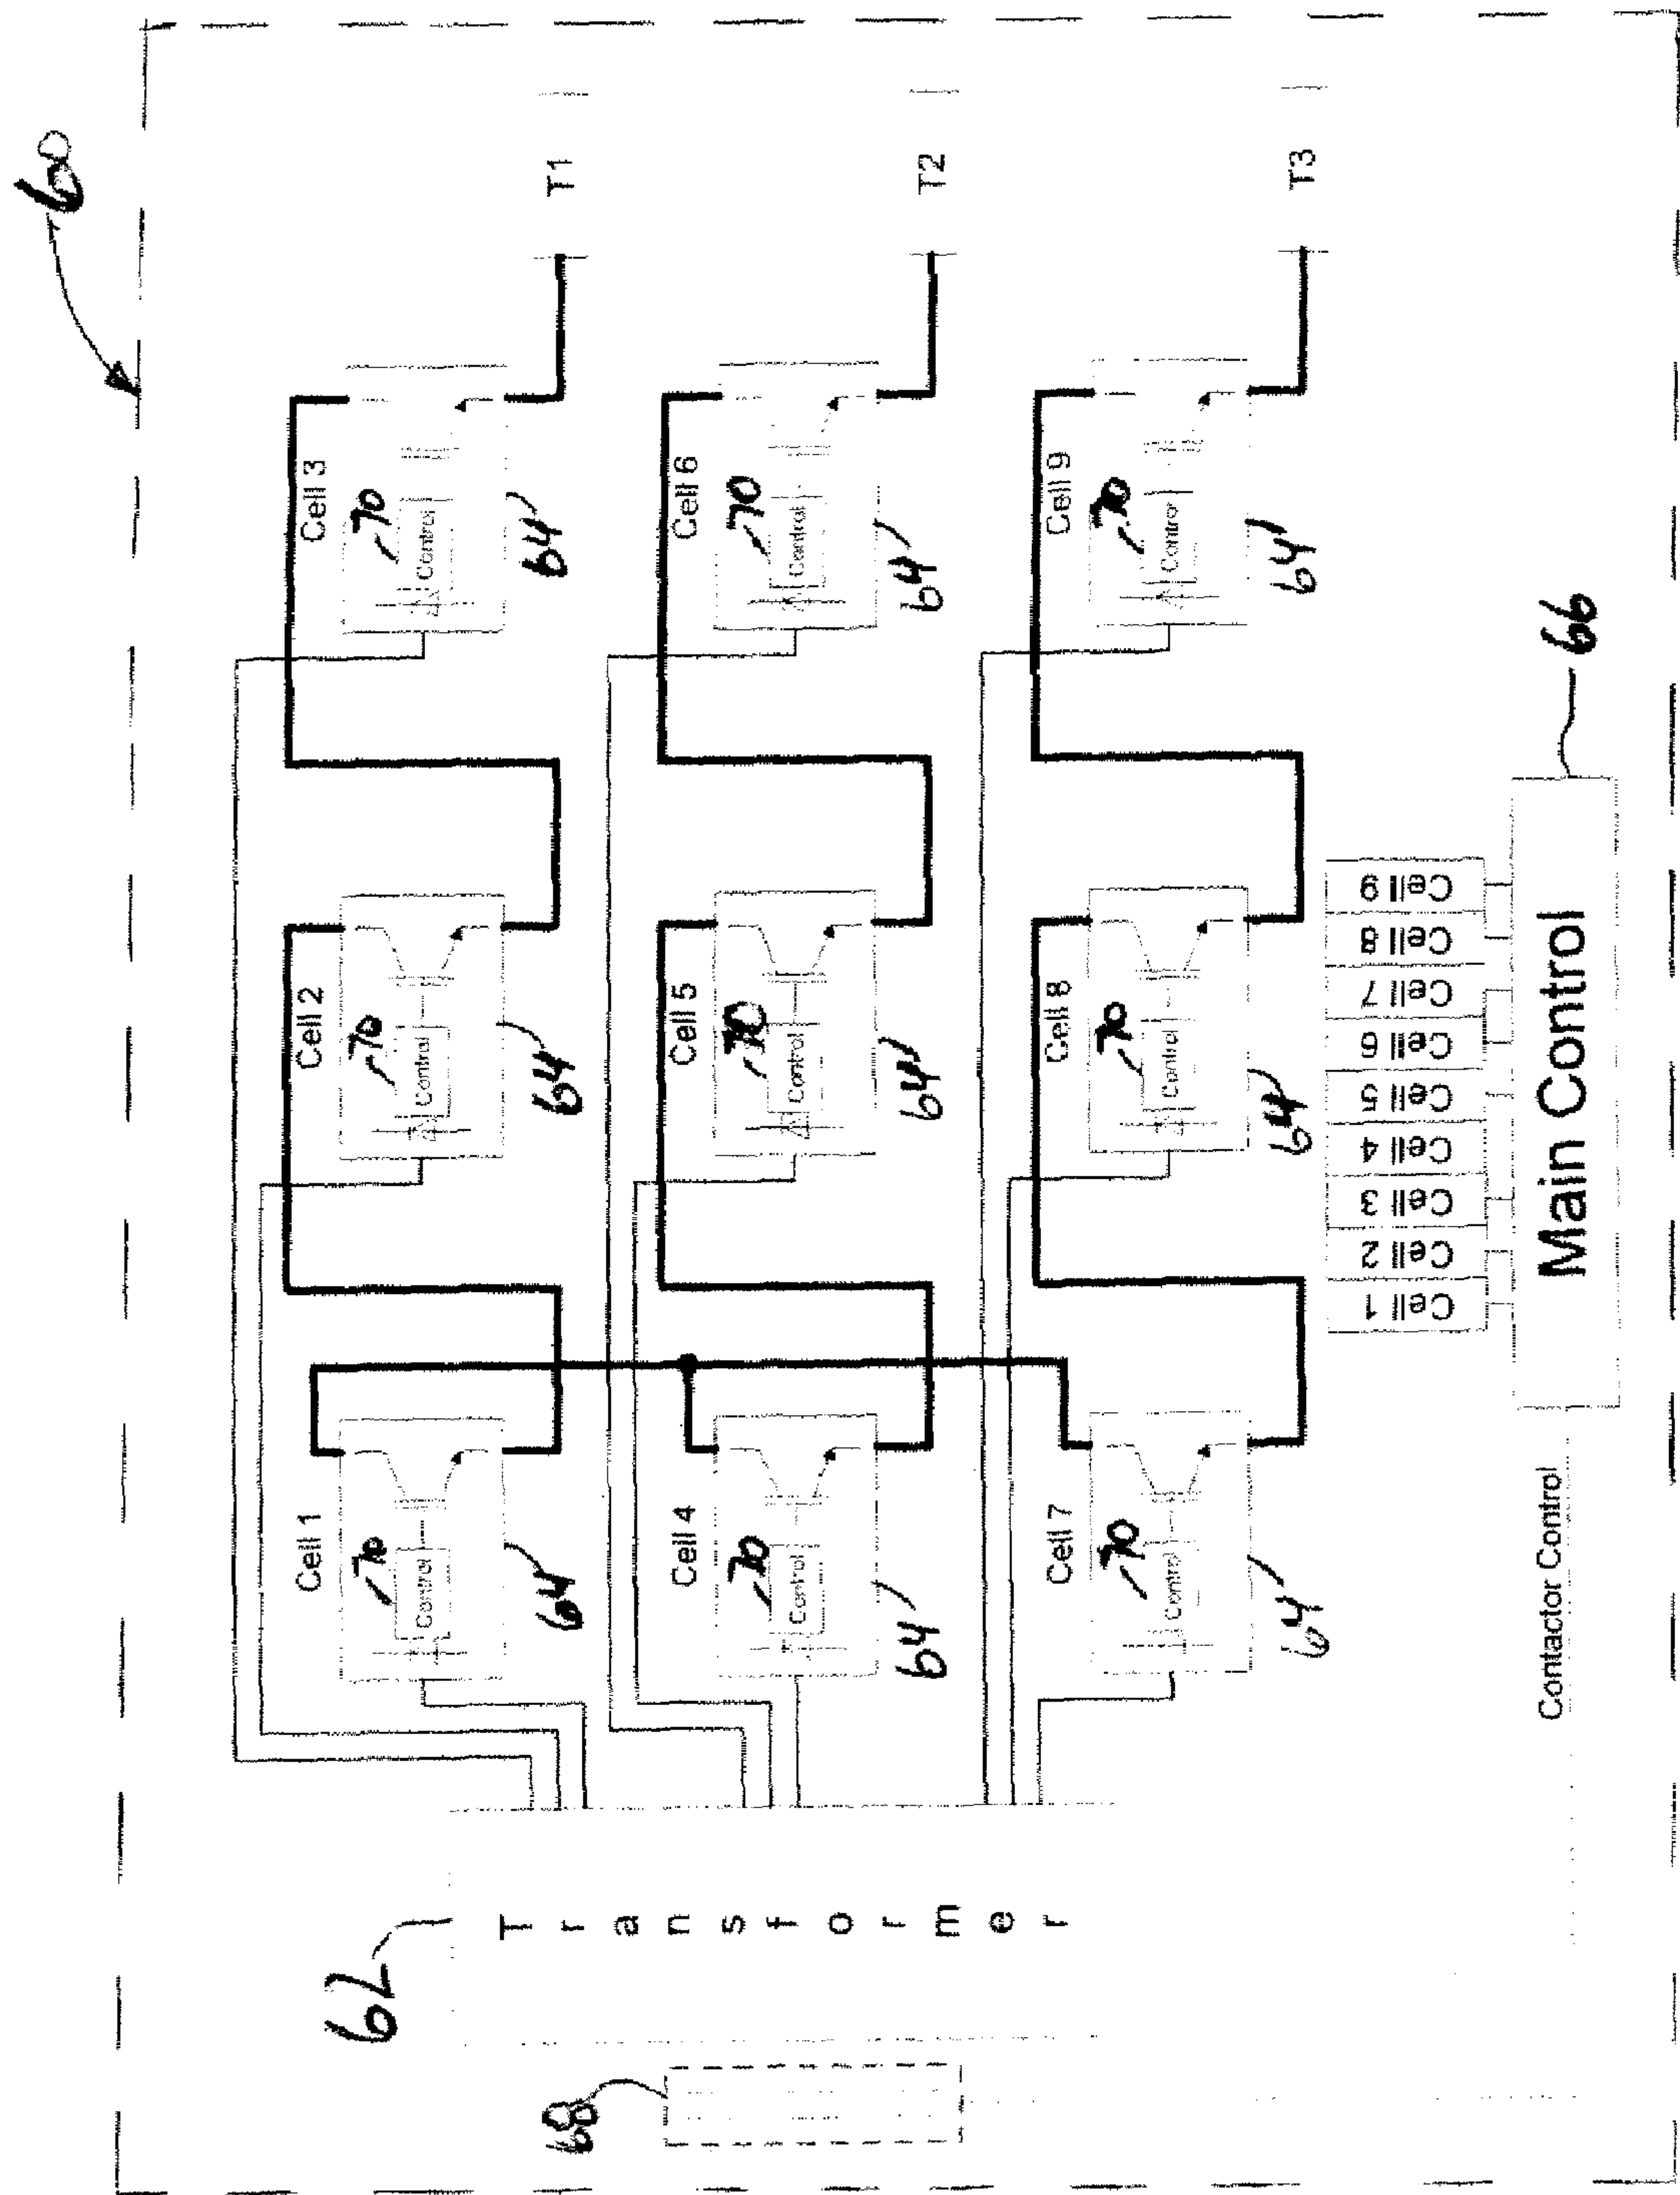 60
Cell 1
70
Control
64
Cell 2
70
Control
64
Cell 3
70
Control
64
T1
Cell 4
70
Control
64
Cell 5
70
Control
64
Cell 6
70
Control
64
T2
Cell 7
70
Control
64
Cell 8
70
Control
64
Cell 9
70
Control
64
T3
62
Transformer
68
Cell 1
Cell 2
Cell 3
Cell 4
Cell 5
Cell 6
Cell 7
Cell 8
Cell 9
Main Control
66
Contactor Control